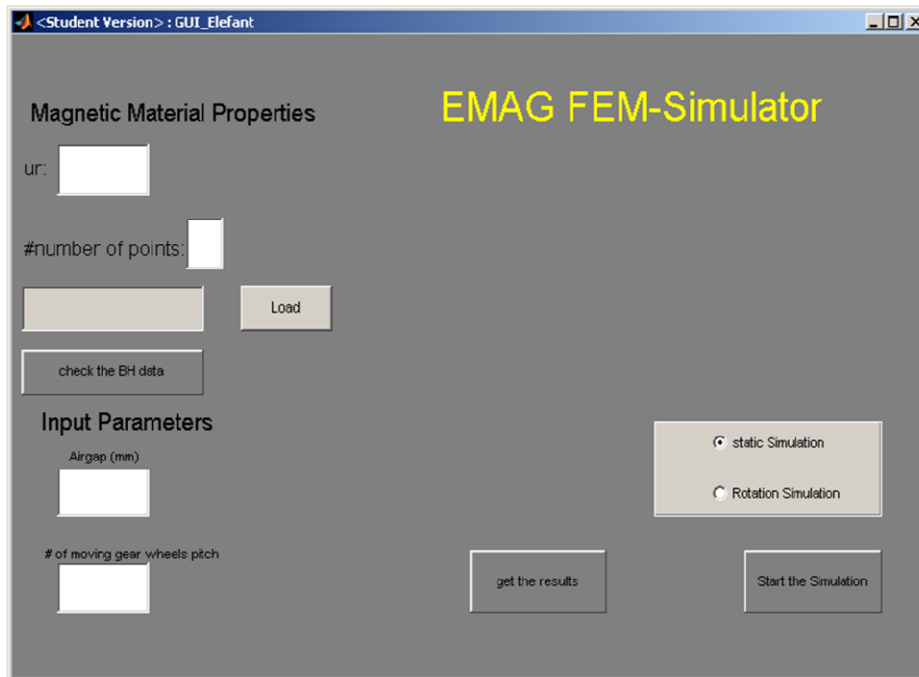 <Student Version> : GUI_Elefant
EMAG FEM-Simulator
Magnetic Material Properties
ur:
#number of points:
Load
check the BH data
Input Parameters
Airgap (mm)
# of moving gear wheels pitch
static Simulation
Rotation Simulation
get the results
Start the Simulation